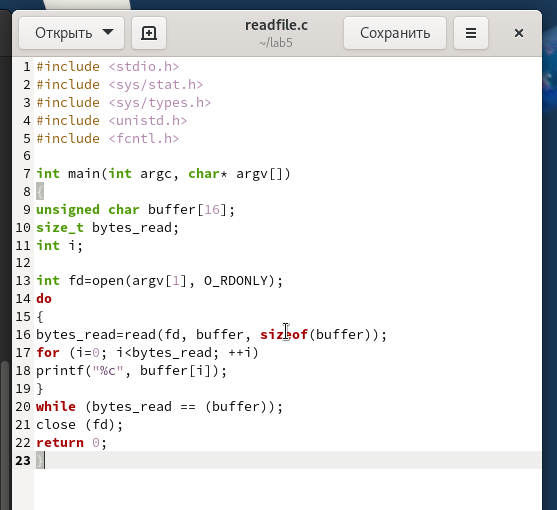 Открыть
readfile.c
~/lab5
Сохранить
1 #include <stdio.h>
2 #include <sys/stat.h>
3 #include <sys/types.h>
4 #include <unistd.h>
5 #include <fcntl.h>
6
7 int main(int argc, char* argv[])
8 {
9 unsigned char buffer[16];
10 size_t bytes_read;
11 int i;
12
13 int fd=open(argv[1], O_RDONLY);
14 do
15 {
16 bytes_read=read(fd, buffer, sizeof(buffer));
17 for (i=0; i<bytes_read; ++i)
18 printf("%c", buffer[i]);
19 }
20 while (bytes_read == (buffer));
21 close (fd);
22 return 0;
23 }